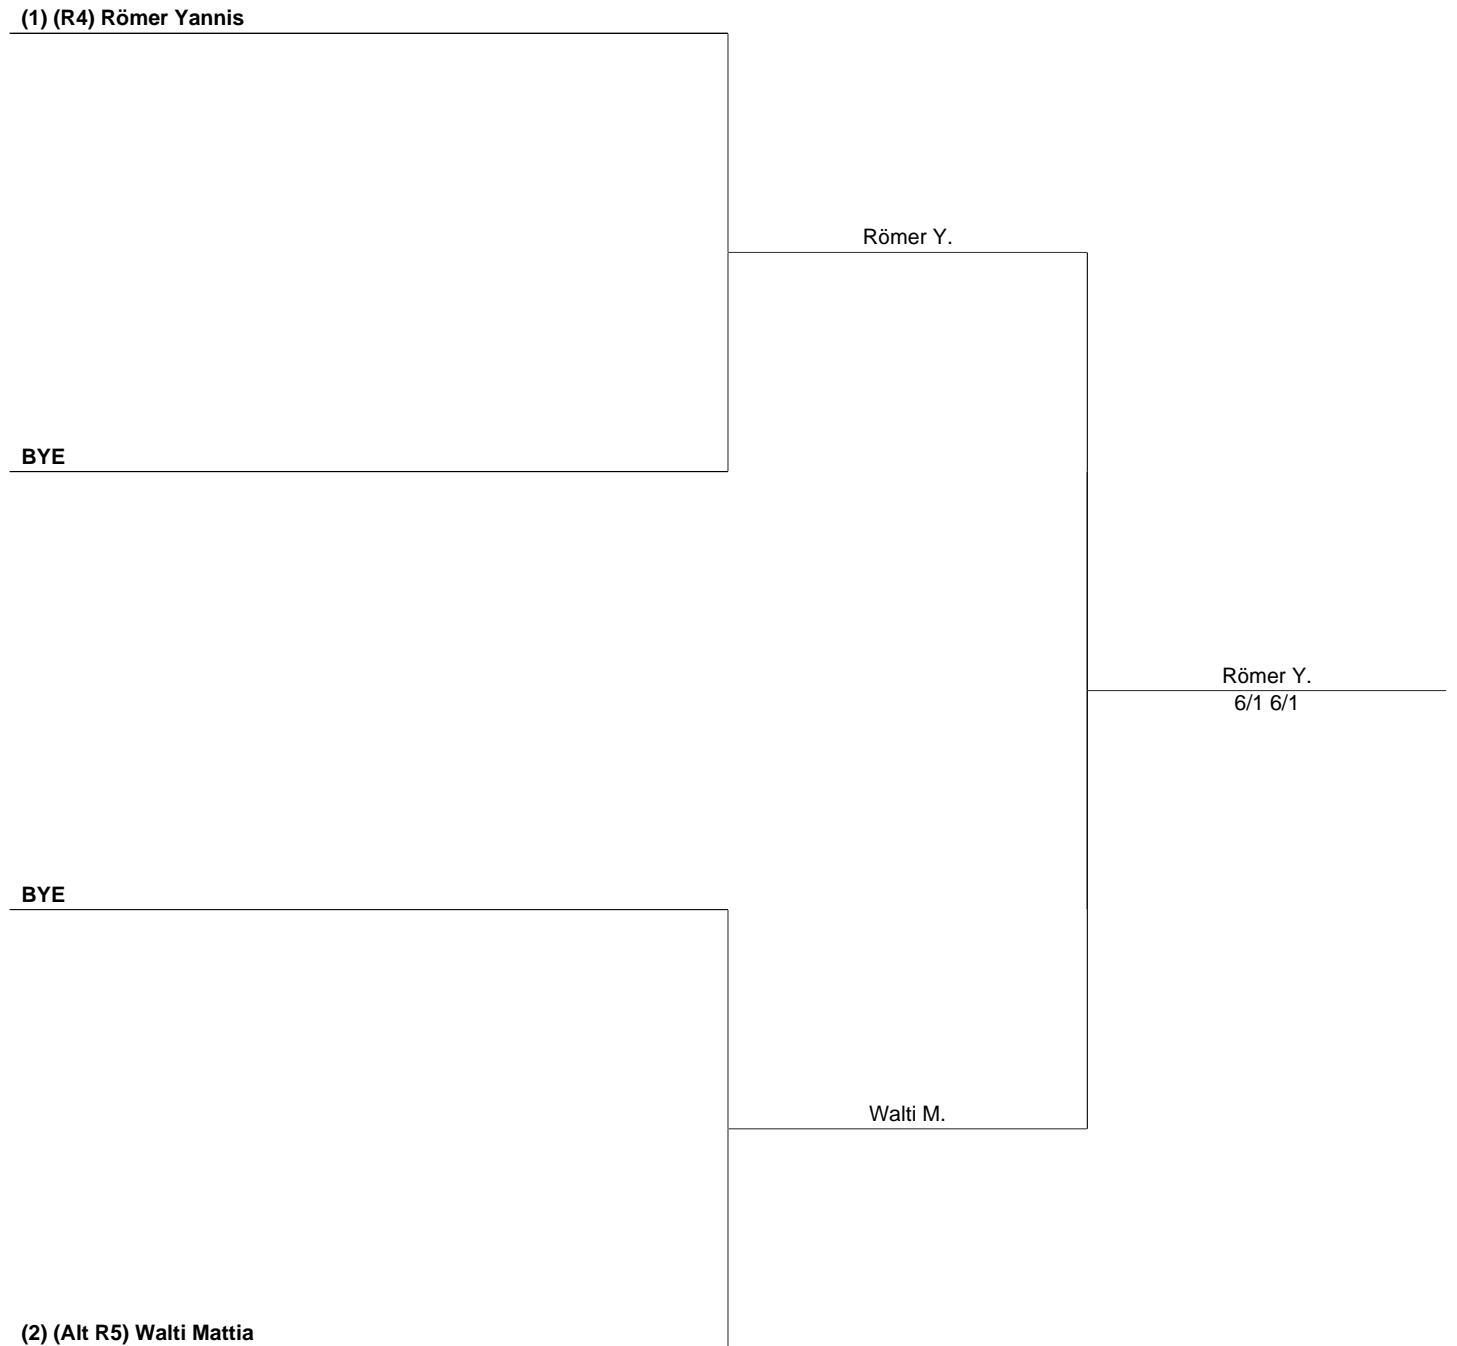 (1) (R4) Römer Yannis
Römer Y.
BYE
Römer Y.
6/1 6/1
BYE
Walti M.
(2) (Alt R5) Walti Mattia